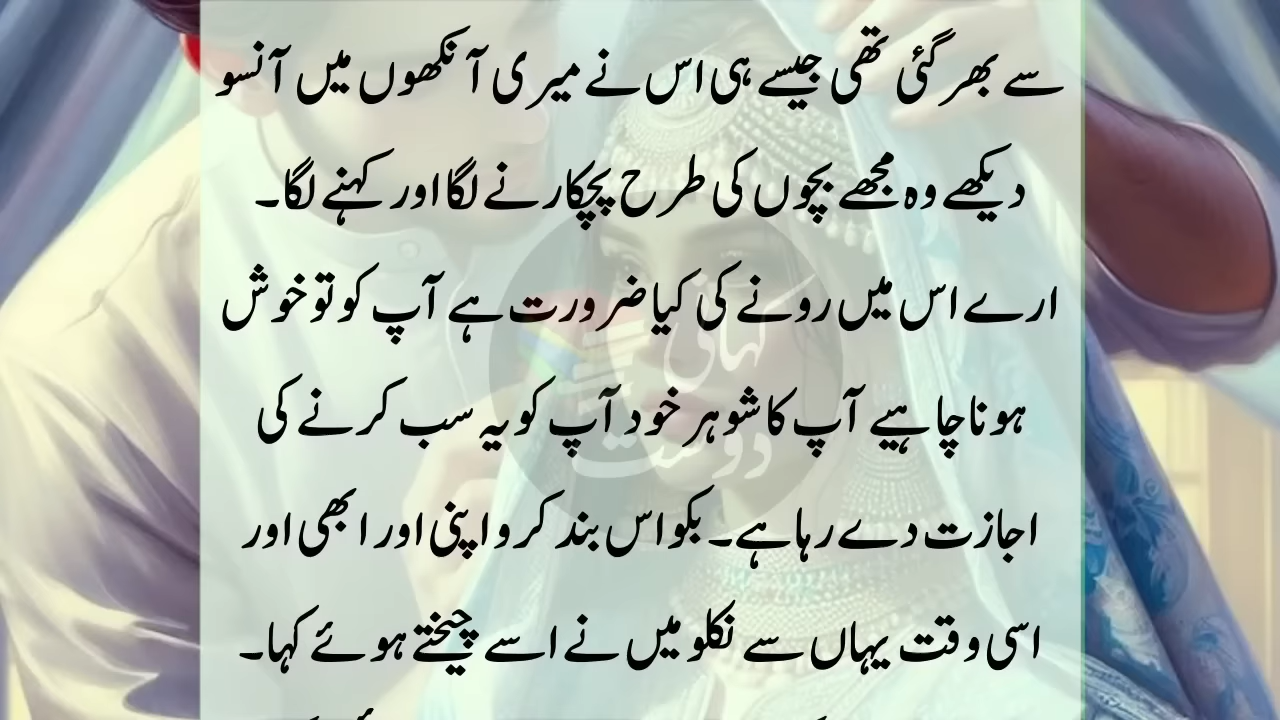 سے بھر گئی تھی جیسے ہی اس نے میری آنکھوں میں آنسو
دیکھے وہ مجھے بچوں کی طرح پچکارنے لگا اور کہنے لگا۔
ارے اس میں رونے کی کیا ضرورت ہے آپ کو تو خوش
ہونا چاہیے آپ کا شوہر خود آپ کو یہ سب کرنے کی
اجازت دے رہا ہے۔ بکواس بند کرو اپنی اور ابھی اور
اسی وقت یہاں سے نکلو میں نے اسے چیختے ہوئے کہا۔
کہانی
دوست